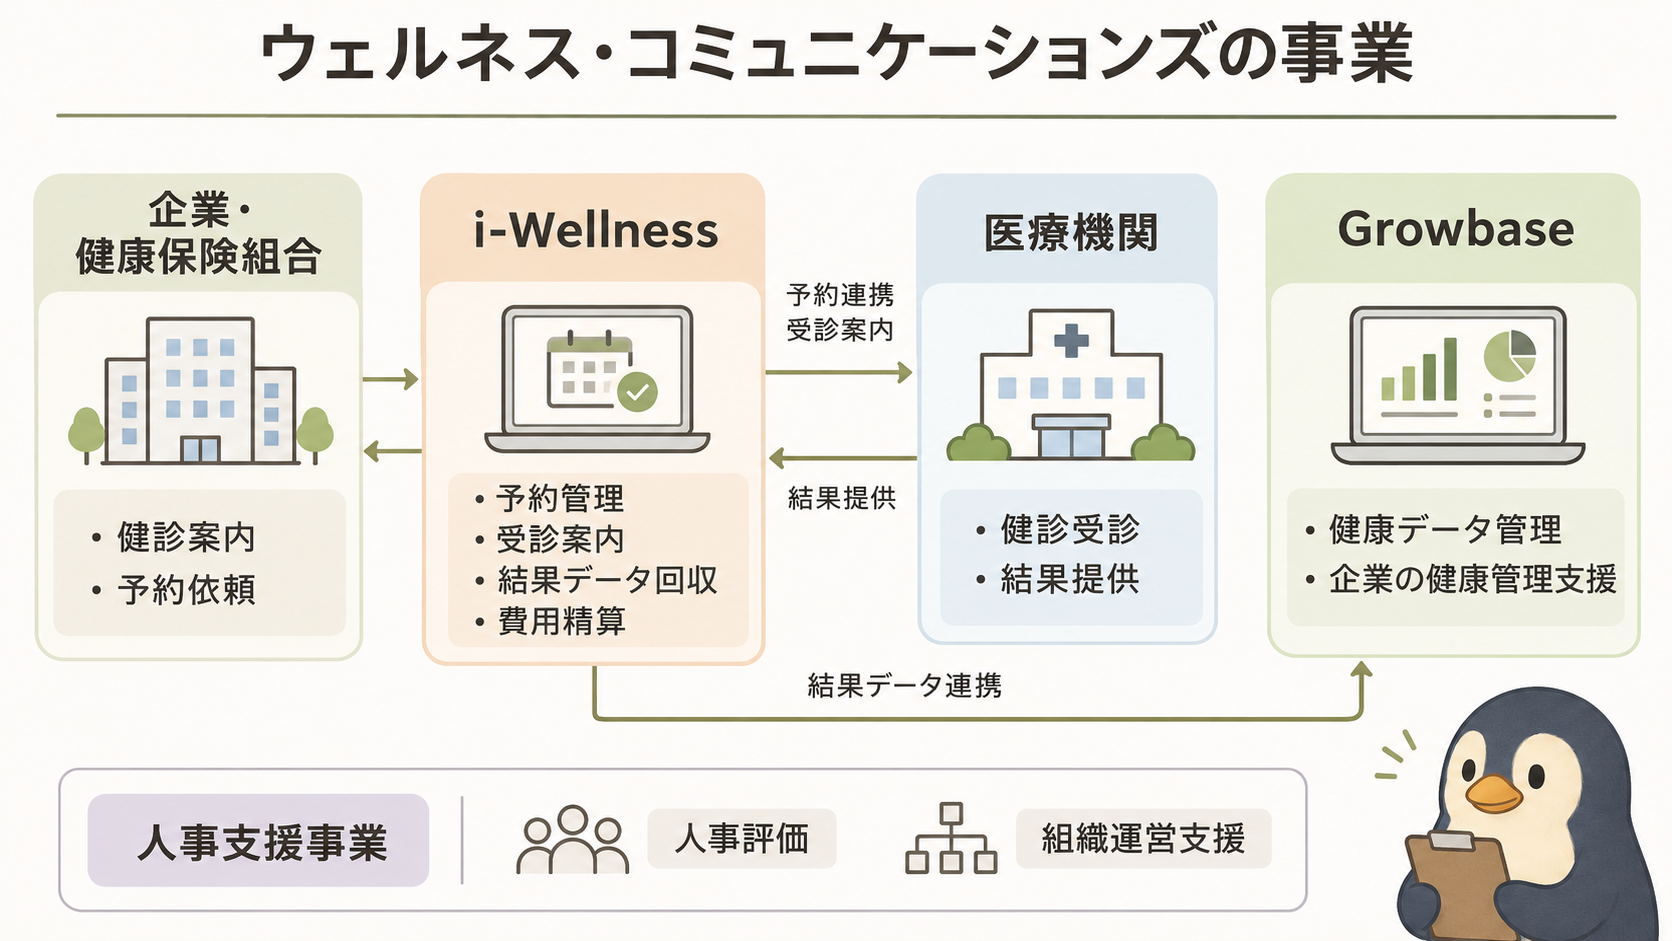 ウェルネス・コミュニケーションズの事業
企業・
健康保険組合
・健診案内
・予約依頼
i-Wellness
・予約管理
・受診案内
・結果データ回収
・費用精算
予約連携
受診案内
結果提供
医療機関
・健診受診
・結果提供
Growbase
・健康データ管理
・企業の健康管理支援
結果データ連携
人事支援事業
人事評価
組織運営支援